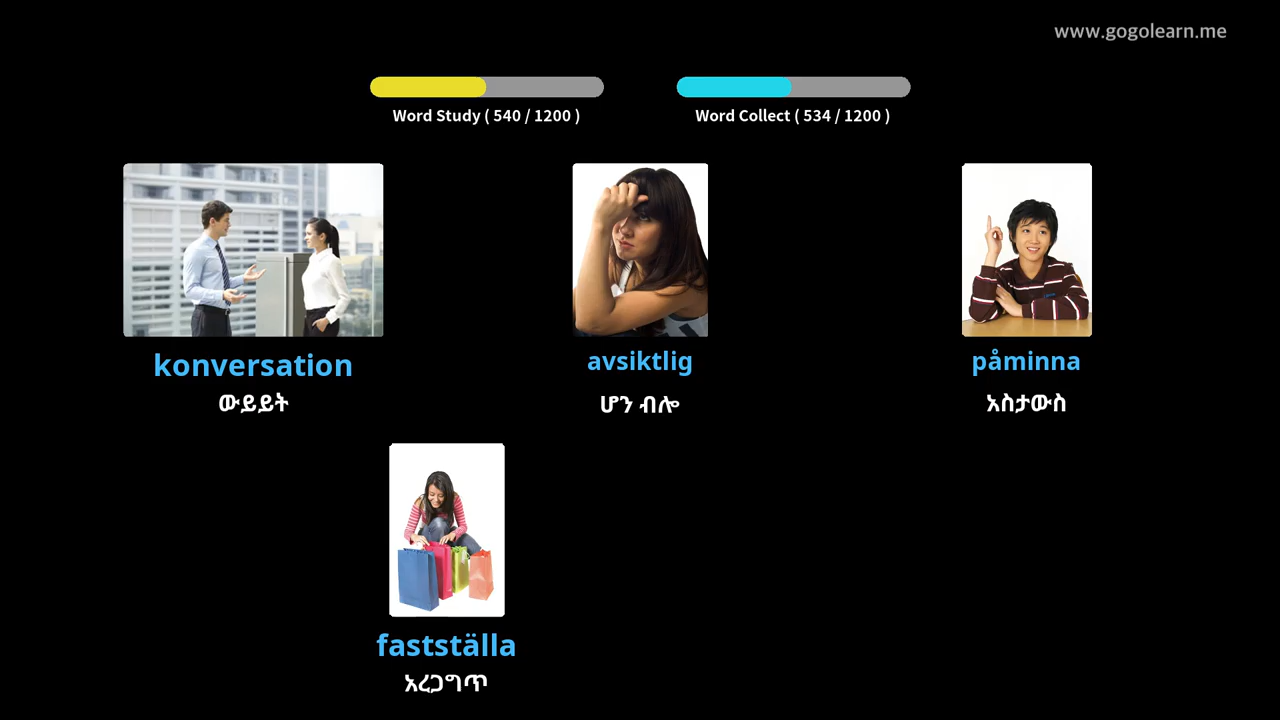 www.gogolearn.me
Word Study ( 540 / 1200 )
Word Collect ( 534 / 1200 )
konversation
ውይይት
avsiktlig
ሆን ብሎ
påminna
አስታውስ
fastställa
አረጋግጥ